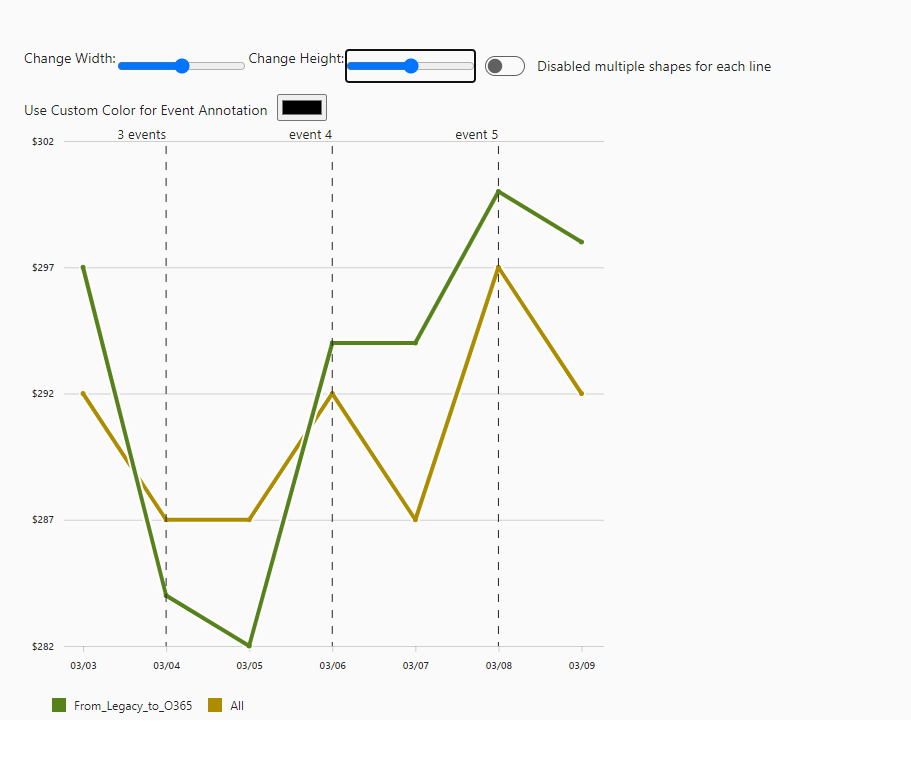 Change Width: Change Height: Disabled multiple shapes for each line
Use Custom Color for Event Annotation
3 events event 4 event 5
$302
$297
$292
$287
$282
03/03 03/04 03/05 03/06 03/07 03/08 03/09
From_Legacy_to_O365 All